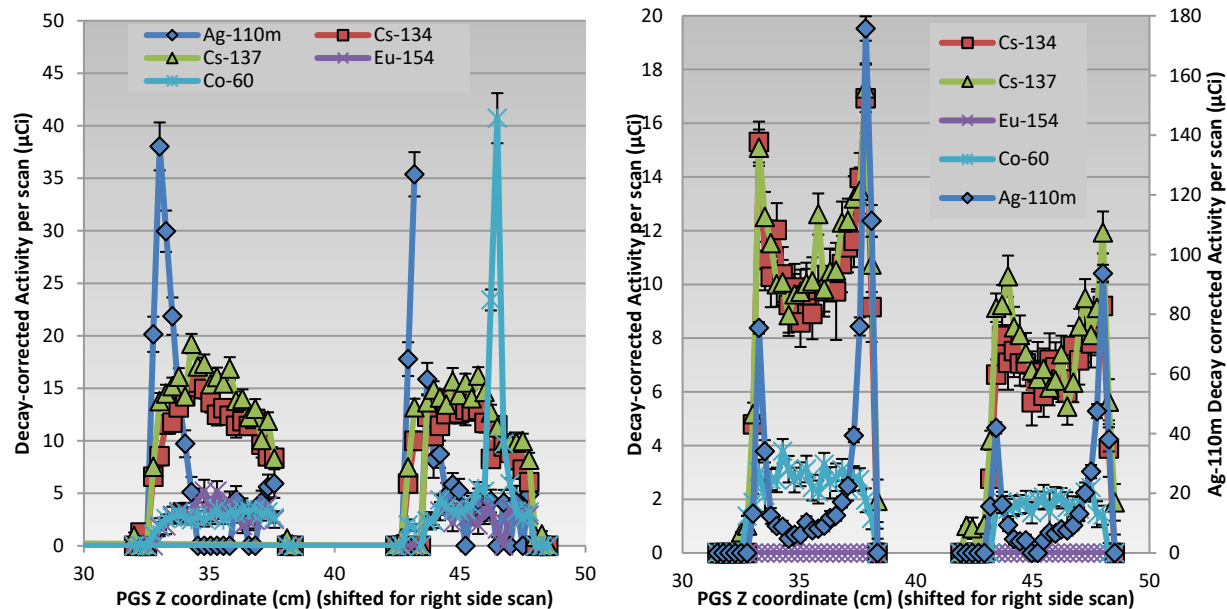 Decay-corrected Activity per scan (µCi)
50
45
40
35
30
25
20
15
10
5
0
Ag-110m
Cs-134
Cs-137
Eu-154
Co-60
30
35
40
45
50
PGS Z coordinate (cm) (shifted for right side scan)
Decay-corrected Activity per scan (µCi)
20
18
16
14
12
10
8
6
4
2
0
Cs-134
Cs-137
Eu-154
Co-60
Ag-110m
180
160
140
120
100
80
60
40
20
0
Ag-110m Decay corrected Activity per scan (µCi)
30
35
40
45
50
PGS Z coordinate (cm) (shifted for right side scan)